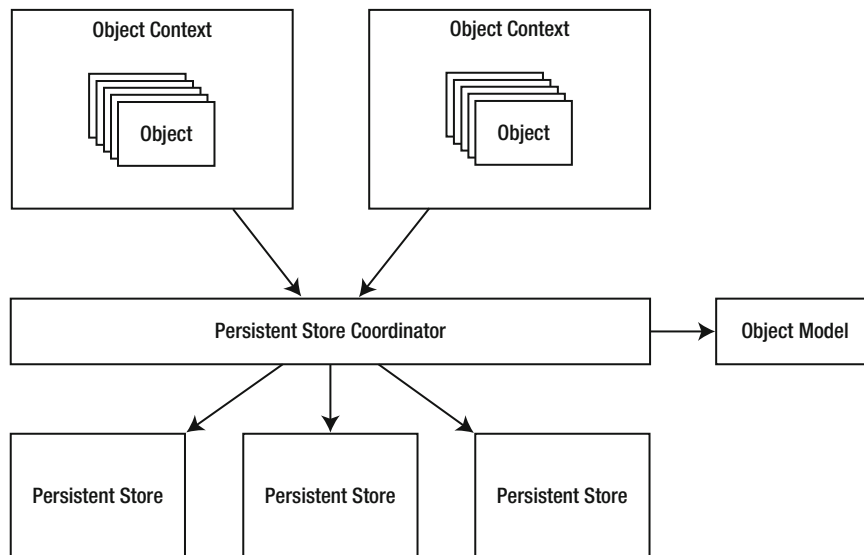 Object Context
Object Context
Object
Object
Persistent Store Coordinator
Object Model
Persistent Store
Persistent Store
Persistent Store